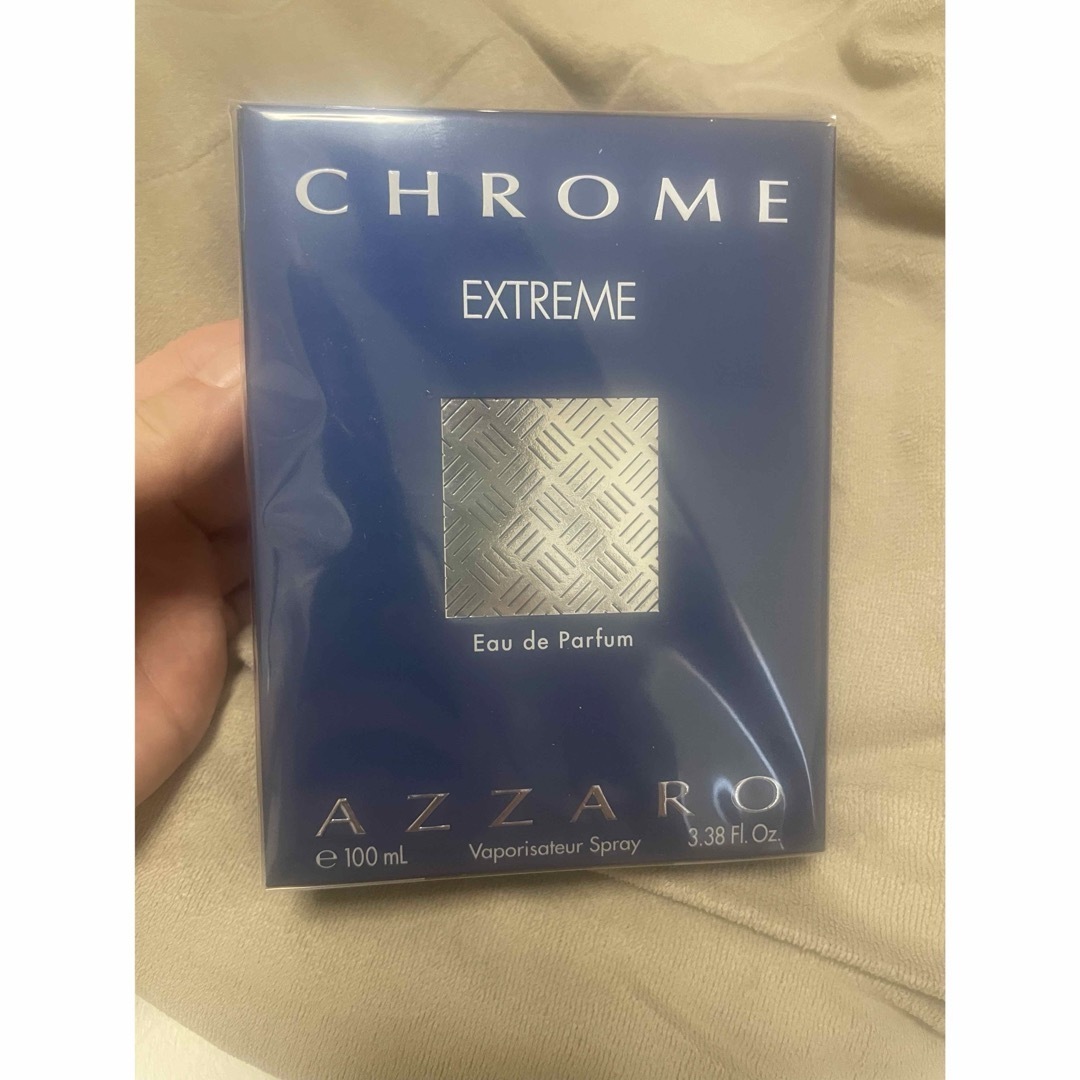 CHROME
EXTREME
Eau de Parfum
AZZARO
℮ 100 mL Vaporisateur Spray 3.38 Fl. Oz.